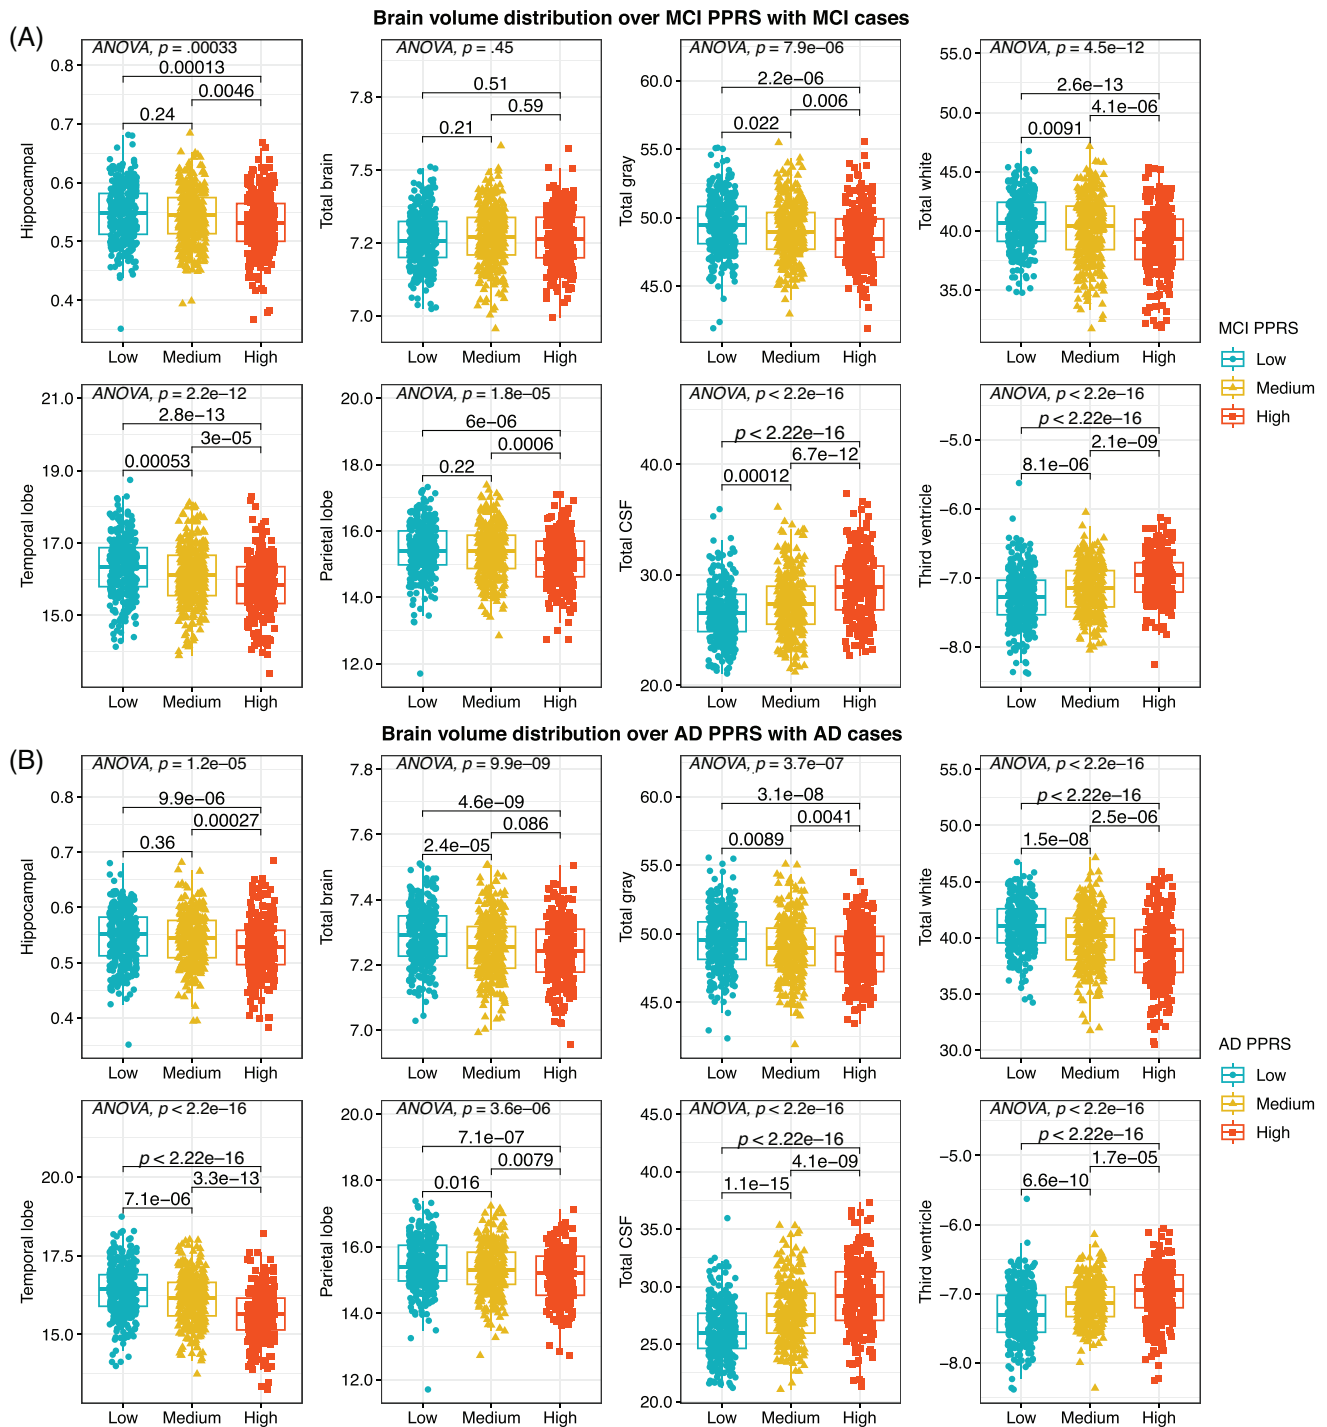 Brain volume distribution over MCI PPRS with MCI cases
(A)
ANOVA, p = .00033
0.00013
0.0046
0.24
Hippocampal
0.8
0.7
0.6
0.5
0.4
Low Medium High
ANOVA, p = .45
0.51
0.59
0.21
Total brain
7.8
7.5
7.2
7.0
Low Medium High
ANOVA, p = 7.9e−06
2.2e−06
0.006
0.022
Total gray
60.0
55.0
50.0
45.0
Low Medium High
ANOVA, p = 4.5e−12
2.6e−13
4.1e−06
0.0091
Total white
55.0
50.0
45.0
40.0
35.0
Low Medium High
MCI PPRS
Low
Medium
High
ANOVA, p = 2.2e−12
2.8e−13
3e−05
0.00053
Temporal lobe
21.0
19.0
17.0
15.0
Low Medium High
ANOVA, p = 1.8e−05
6e−06
0.0006
0.22
Parietal lobe
20.0
18.0
16.0
14.0
12.0
Low Medium High
ANOVA, p < 2.2e−16
p < 2.22e−16
6.7e−12
0.00012
Total CSF
40.0
30.0
20.0
Low Medium High
ANOVA, p < 2.2e−16
p < 2.22e−16
2.1e−09
8.1e−06
Third ventricle
−5.0
−6.0
−7.0
−8.0
Low Medium High
Brain volume distribution over AD PPRS with AD cases
(B)
ANOVA, p = 1.2e−05
9.9e−06
0.00027
0.36
Hippocampal
0.8
0.7
0.6
0.5
0.4
Low Medium High
ANOVA, p = 9.9e−09
4.6e−09
0.086
2.4e−05
Total brain
7.8
7.6
7.4
7.2
7.0
Low Medium High
ANOVA, p = 3.7e−07
3.1e−08
0.0041
0.0089
Total gray
60.0
55.0
50.0
45.0
Low Medium High
ANOVA, p < 2.2e−16
p < 2.22e−16
2.5e−06
1.5e−08
Total white
55.0
50.0
45.0
40.0
35.0
30.0
Low Medium High
AD PPRS
Low
Medium
High
ANOVA, p < 2.2e−16
p < 2.22e−16
3.3e−13
7.1e−06
Temporal lobe
20.0
17.5
15.0
Low Medium High
ANOVA, p = 3.6e−06
7.1e−07
0.0079
0.016
Parietal lobe
20.0
18.0
16.0
14.0
12.0
Low Medium High
ANOVA, p < 2.2e−16
p < 2.22e−16
4.1e−09
1.1e−15
Total CSF
45.0
40.0
35.0
30.0
25.0
20.0
Low Medium High
ANOVA, p < 2.2e−16
p < 2.22e−16
1.7e−05
6.6e−10
Third ventricle
−5.0
−6.0
−7.0
−8.0
Low Medium High